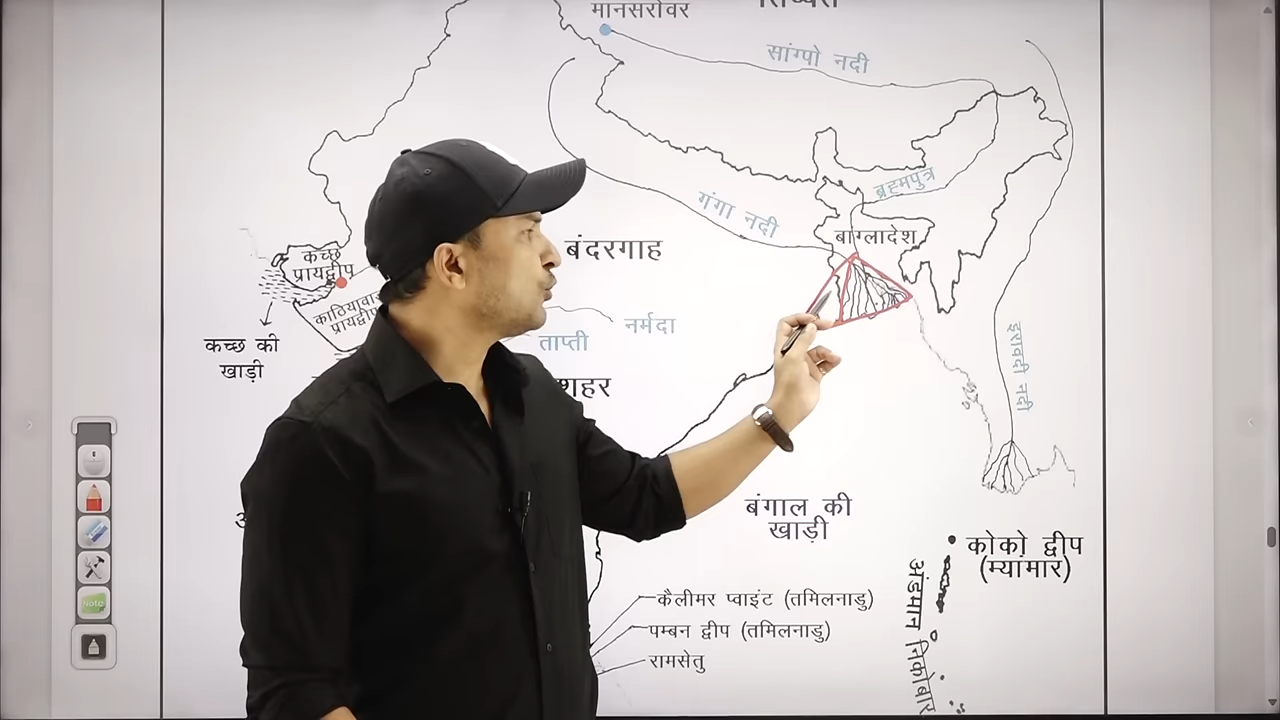 मानसरोवर
सांग्पो नदी
ब्रह्मपुत्र
गंगा नदी
बांग्लादेश
बंदरगाह
कच्छ
प्रायद्वीप
काठियावाड़
प्रायद्वीप
नर्मदा
ताप्ती
कच्छ की
खाड़ी
शहर
इरावदी नदी
बंगाल की
खाड़ी
कोको द्वीप
(म्यांमार)
अंडमान निकोबार
कैलीमर प्वाइंट (तमिलनाडु)
पम्बन द्वीप (तमिलनाडु)
रामसेतु
Note